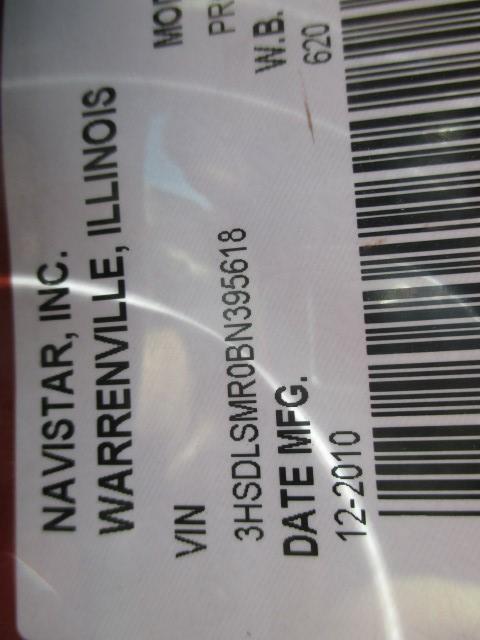 NAVISTAR, INC.
WARRENVILLE, ILLINOIS
VIN
3HSDLSMR0BN395618
DATE MFG.
12-2010
W.B.
620